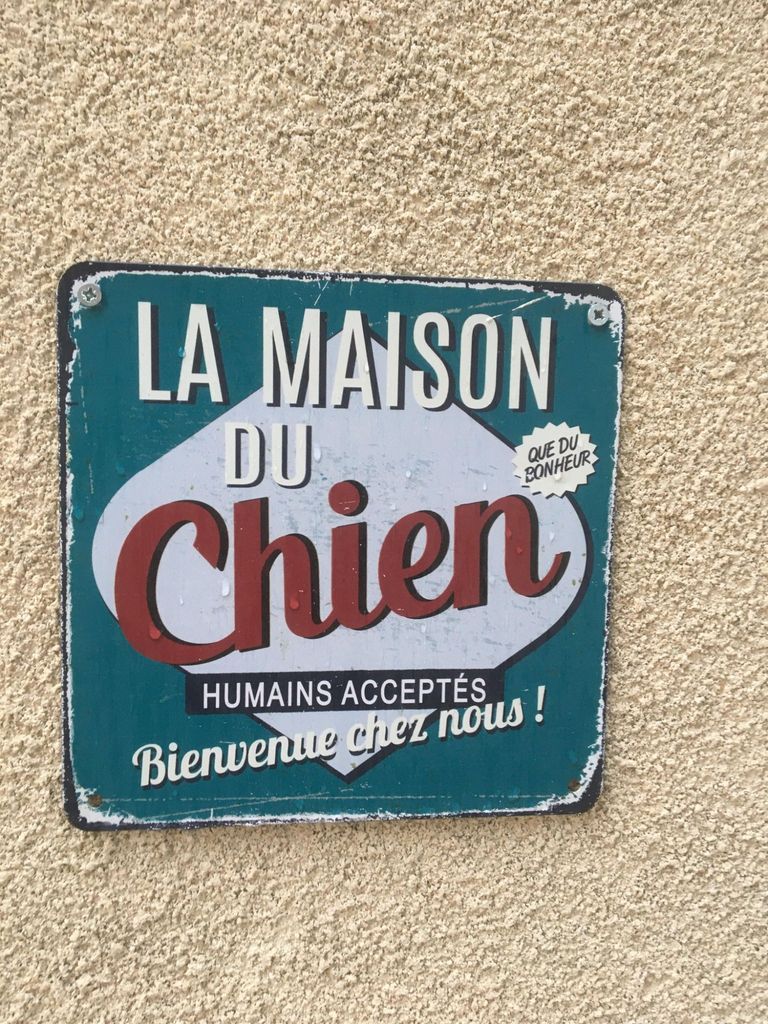 LA MAISON
DU
QUE DU
BONHEUR
Chien
HUMAINS ACCEPTÉS
Bienvenue chez nous !